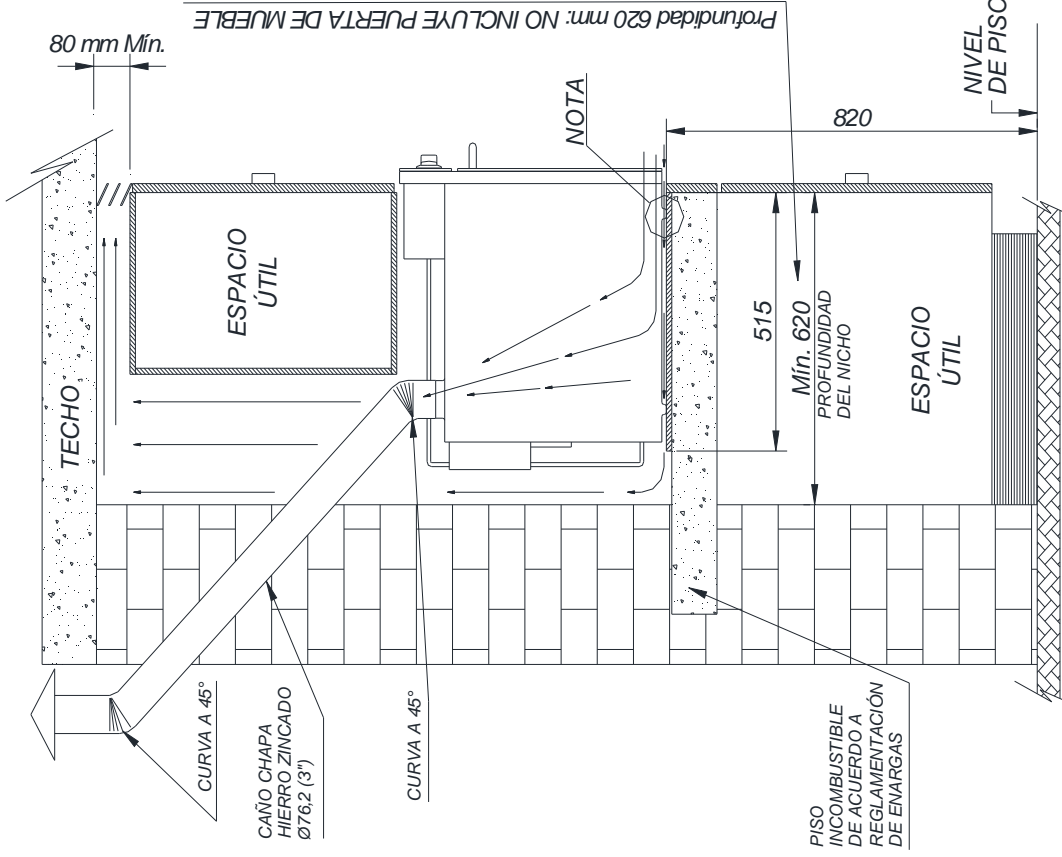 Profundidad 620 mm: NO INCLUYE PUERTA DE MUEBLE
80 mm Mín.
NIVEL
DE PISO
NOTA
820
TECHO
ESPACIO
ÚTIL
515
Mín. 620
PROFUNDIDAD
DEL NICHO
ESPACIO
ÚTIL
CURVA A 45°
CAÑO CHAPA
HIERRO ZINCADO
Ø76,2 (3")
CURVA A 45°
PISO
INCOMBUSTIBLE
DE ACUERDO A
REGLAMENTACIÓN
DE ENARGAS